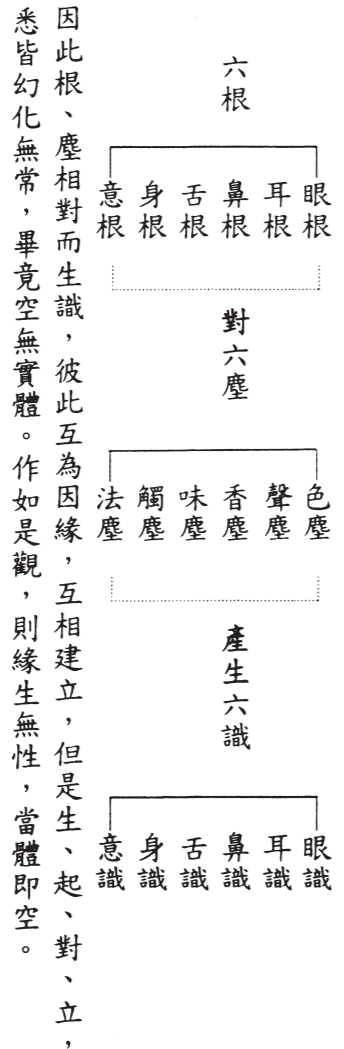 六根
眼根
耳根
鼻根
舌根
身根
意根
對六塵
色塵
聲塵
香塵
味塵
觸塵
法塵
產生六識
眼識
耳識
鼻識
舌識
身識
意識
因此根、塵相對而生識，彼此互為因緣，互相建立，但是生、起、對、立，
悉皆幻化無常，畢竟空無實體。作如是觀，則緣生無性，當體即空。